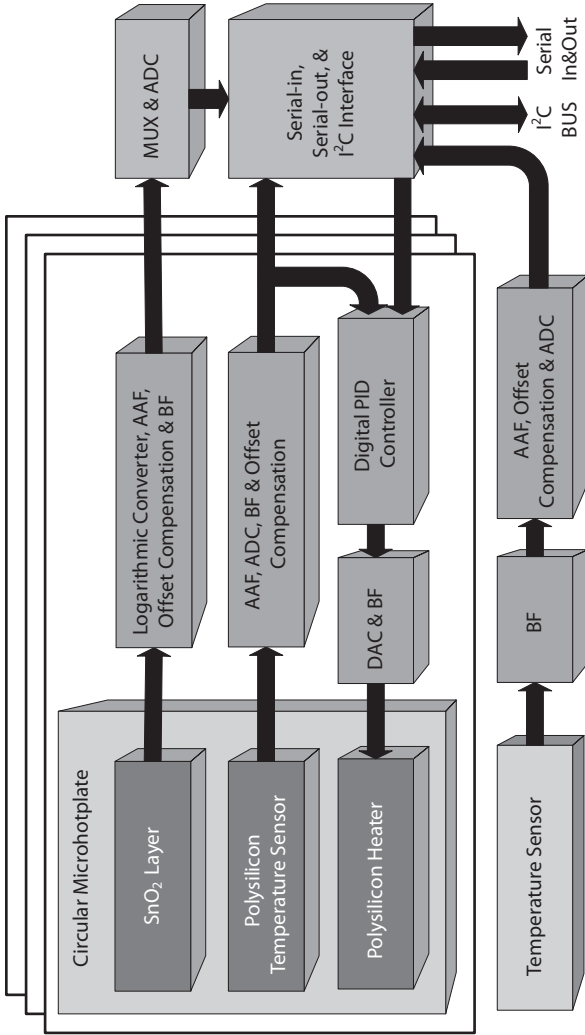 Circular Microhotplate
SnO₂ Layer
Logarithmic Converter, AAF,
Offset Compensation & BF
MUX & ADC
Polysilicon
Temperature Sensor
AAF, ADC, BF & Offset
Compensation
Serial-in,
Serial-out, &
I²C Interface
Polysilicon Heater
DAC & BF
Digital PID
Controller
Temperature Sensor
BF
AAF, Offset
Compensation & ADC
I²C
BUS
Serial
In&Out